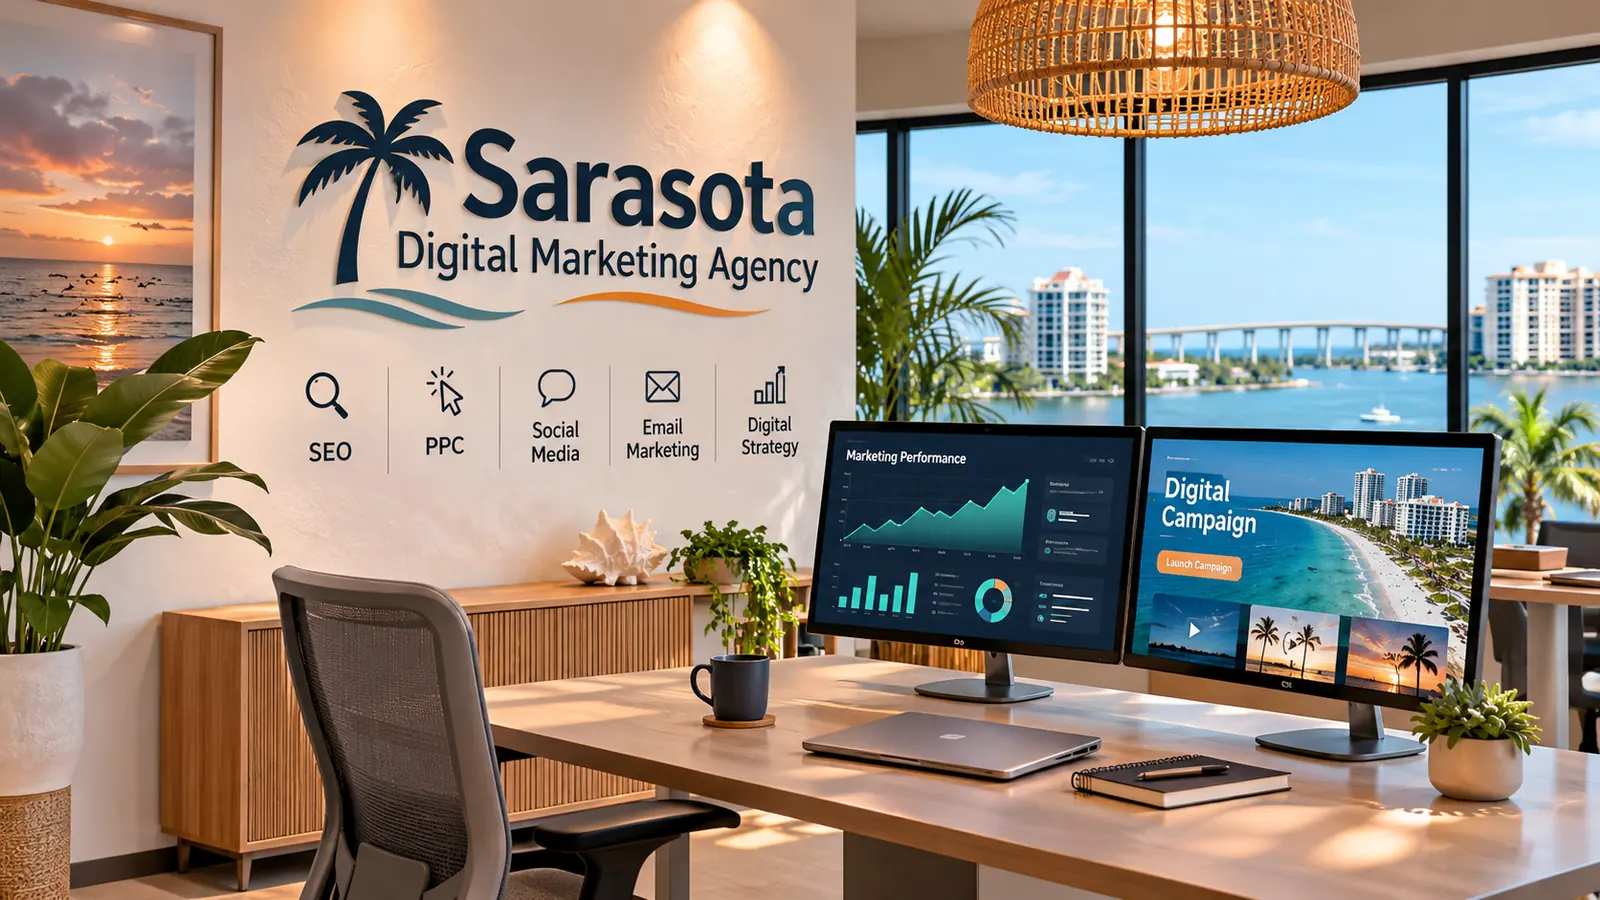 Sarasota
Digital Marketing Agency
SEO
PPC
Social
Media
Email
Marketing
Digital
Strategy
Marketing Performance
Digital
Campaign
Launch Campaign